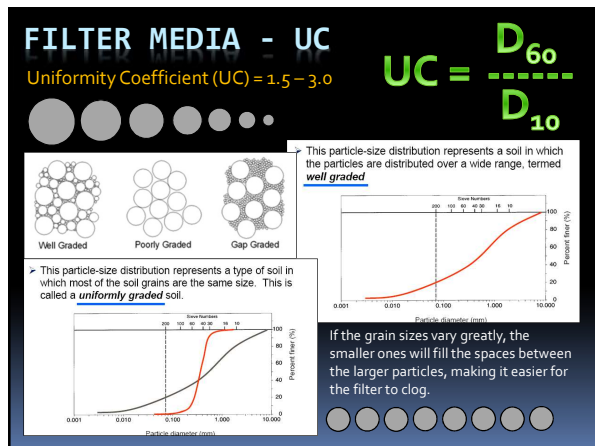 FILTER MEDIA - UC
Uniformity Coefficient (UC) = 1.5 – 3.0
UC = D60
D10
Well Graded
Poorly Graded
Gap Graded
➢ This particle-size distribution represents a soil in
which the particles are distributed over a wide range, termed
well graded
Sieve Numbers
200 100 60 40 30 16 10
100
80
60
40
20
0
Percent finer (%)
0.001 0.010 0.100 1.000 10.000
Particle diameter (mm)
➢ This particle-size distribution represents a type of soil in
which most of the soil grains are the same size. This is
called a uniformly graded soil.
Sieve Numbers
200 100 60 40 30 16 10
100
80
60
40
20
0
Percent finer (%)
0.001 0.010 0.100 1.000 10.000
Particle diameter (mm)
If the grain sizes vary greatly, the
smaller ones will fill the spaces between
the larger particles, making it easier for
the filter to clog.